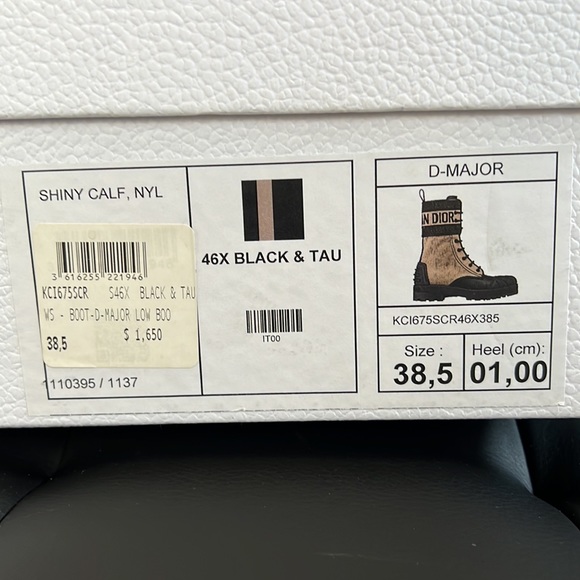 SHINY CALF, NYL
3 616255 221946
KCI675SCR S46X BLACK & TAU
WS - BOOT-D-MAJOR LOW BOO
38,5 $ 1,650
1110395 / 1137
46X BLACK & TAU
IT00
D-MAJOR
AN DIOR
KCI675SCR46X385
Size : Heel (cm):
38,5 01,00